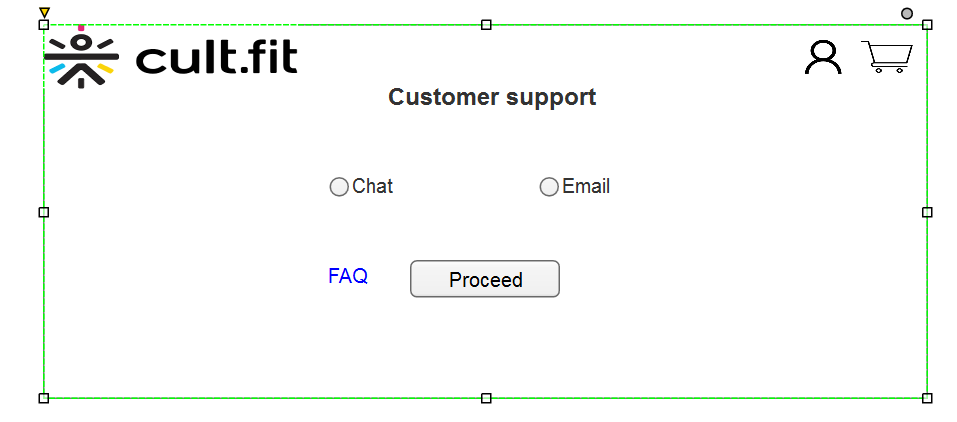 cult.fit
Customer support
Chat Email
FAQ Proceed